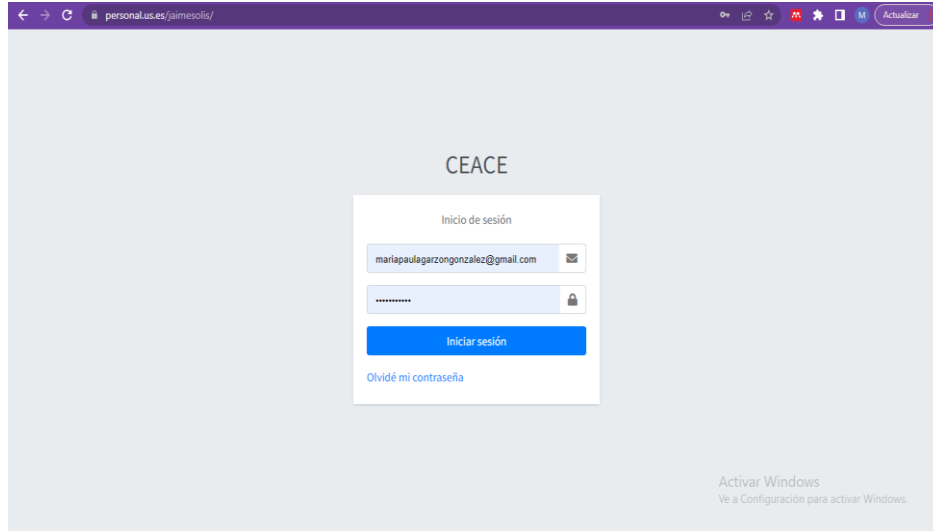 personal.us.es/jaimesolis/
M
Actualizar
CEACE
Inicio de sesión
mariapaulagarzongonzalez@gmail.com
•••••••••••
Iniciar sesión
Olvidé mi contraseña
Activar Windows
Ve a Configuración para activar Windows.